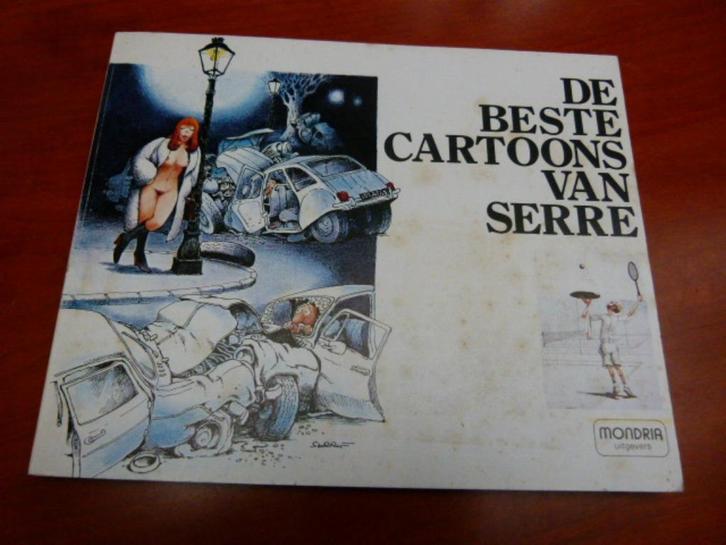 DE
BESTE
CARTOONS
VAN
SERRE
SERRE
MONDRIA
uitgevers